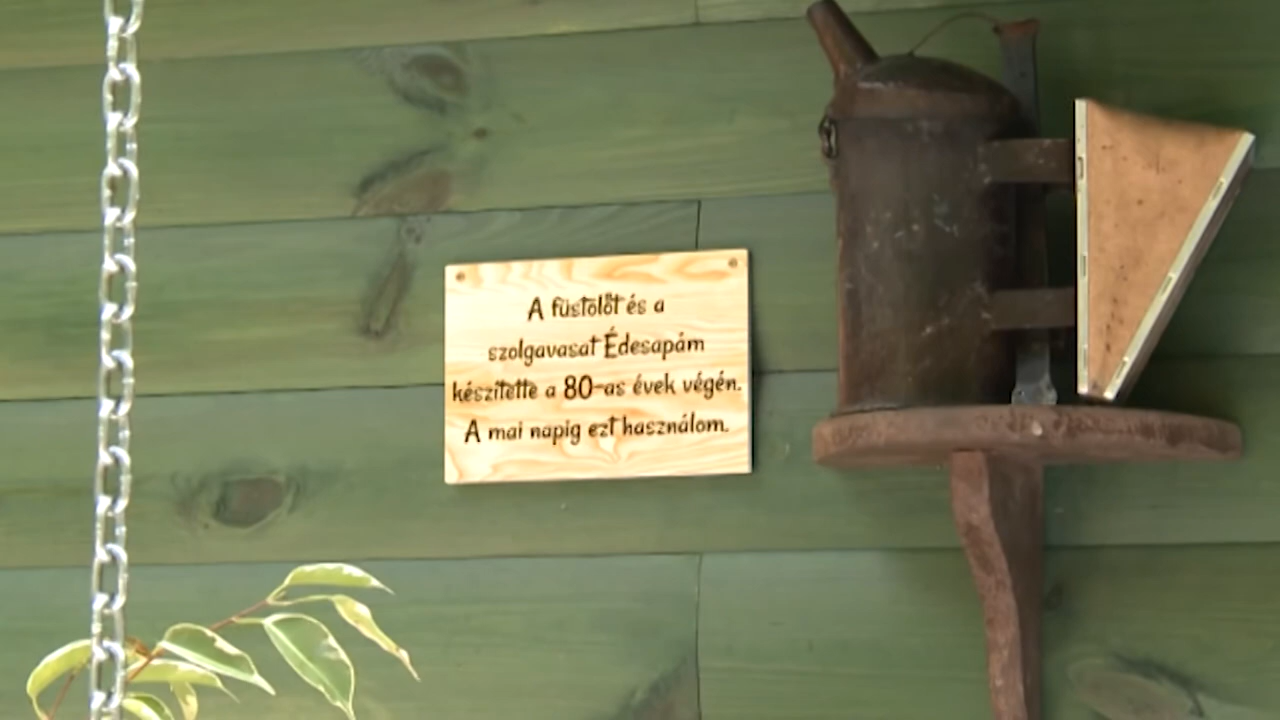 A füstölőt és a
szolgavasat Édesapám
készítette a 80-as évek végén.
A mai napig ezt használom.